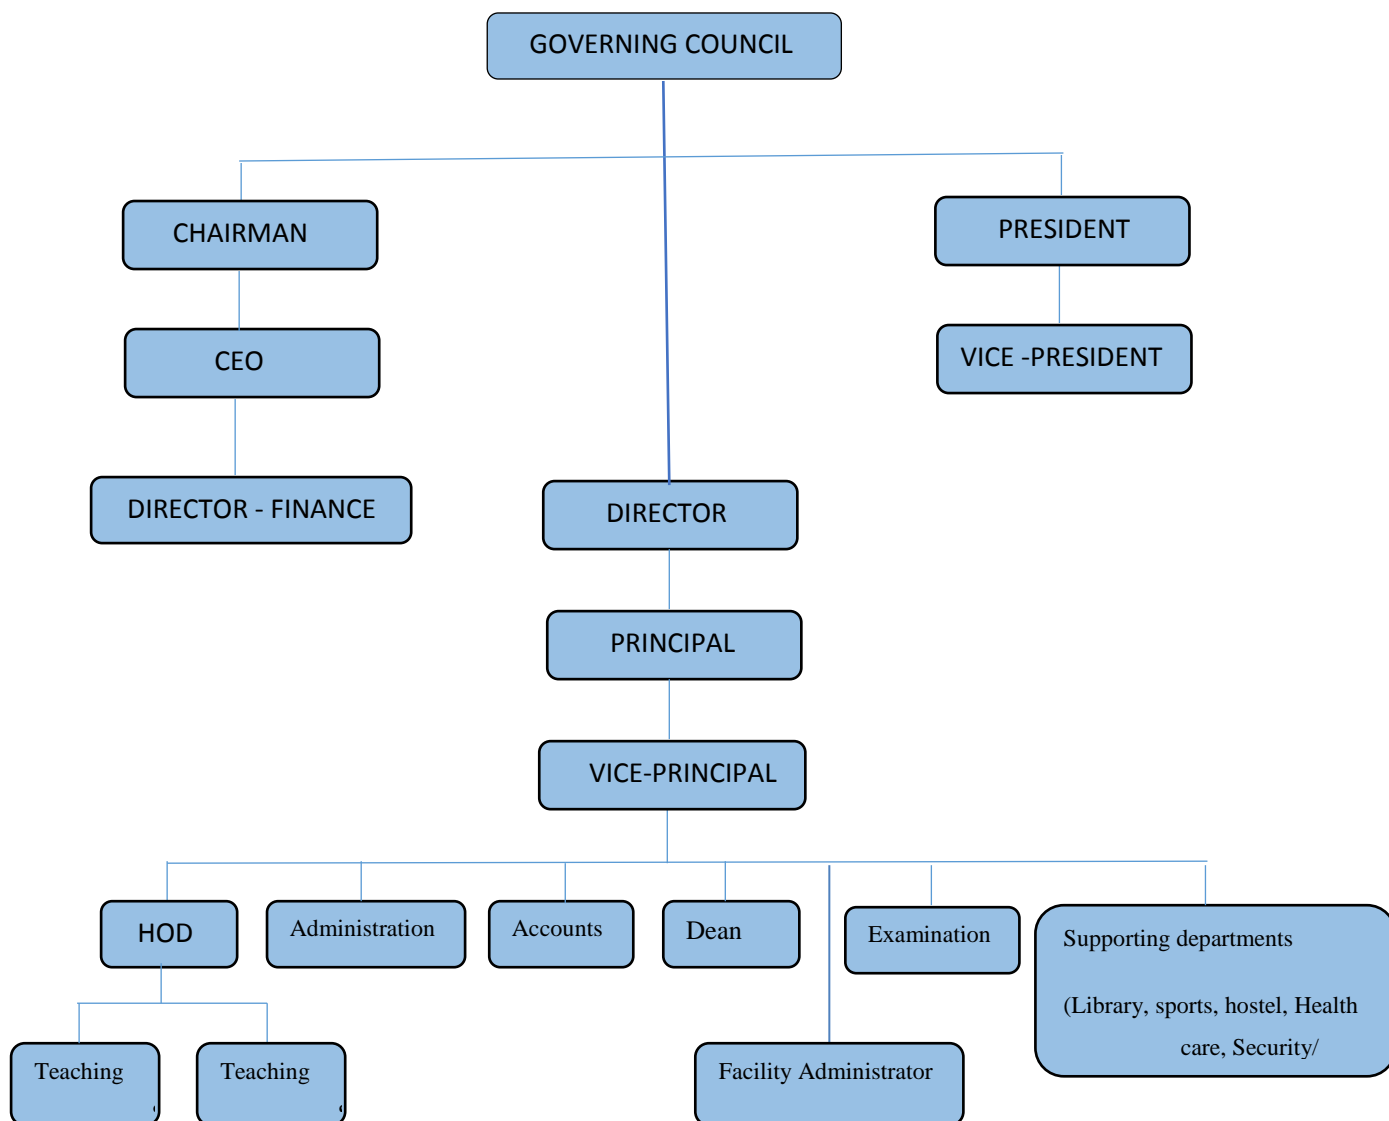 GOVERNING COUNCIL
CHAIRMAN
PRESIDENT
CEO
VICE -PRESIDENT
DIRECTOR - FINANCE
DIRECTOR
PRINCIPAL
VICE-PRINCIPAL
HOD
Administration
Accounts
Dean
Examination
Supporting departments
(Library, sports, hostel, Health
care, Security/
Teaching
Teaching
Facility Administrator